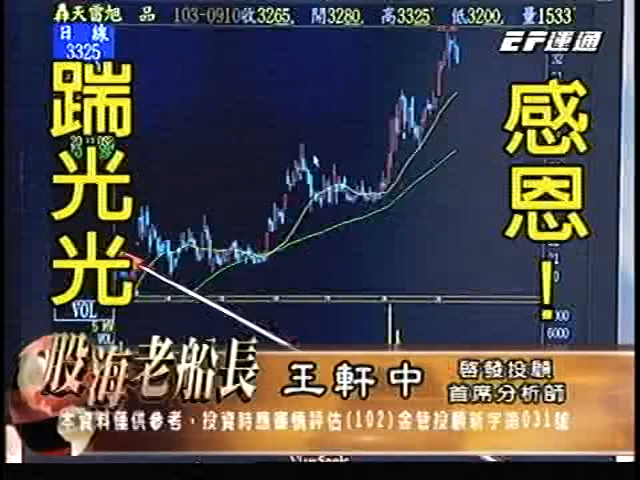 轟天雷旭 品 103-0910收3265. 開3280. 高3325 低3200. 量1533
EF運通
日線
3325
踹光光
感恩!
VOL
6000
股海老船長
王軒中
啓發投顧
首席分析師
本資料僅供參考,投資時應審慎評估(102)金管投顧新字第031號